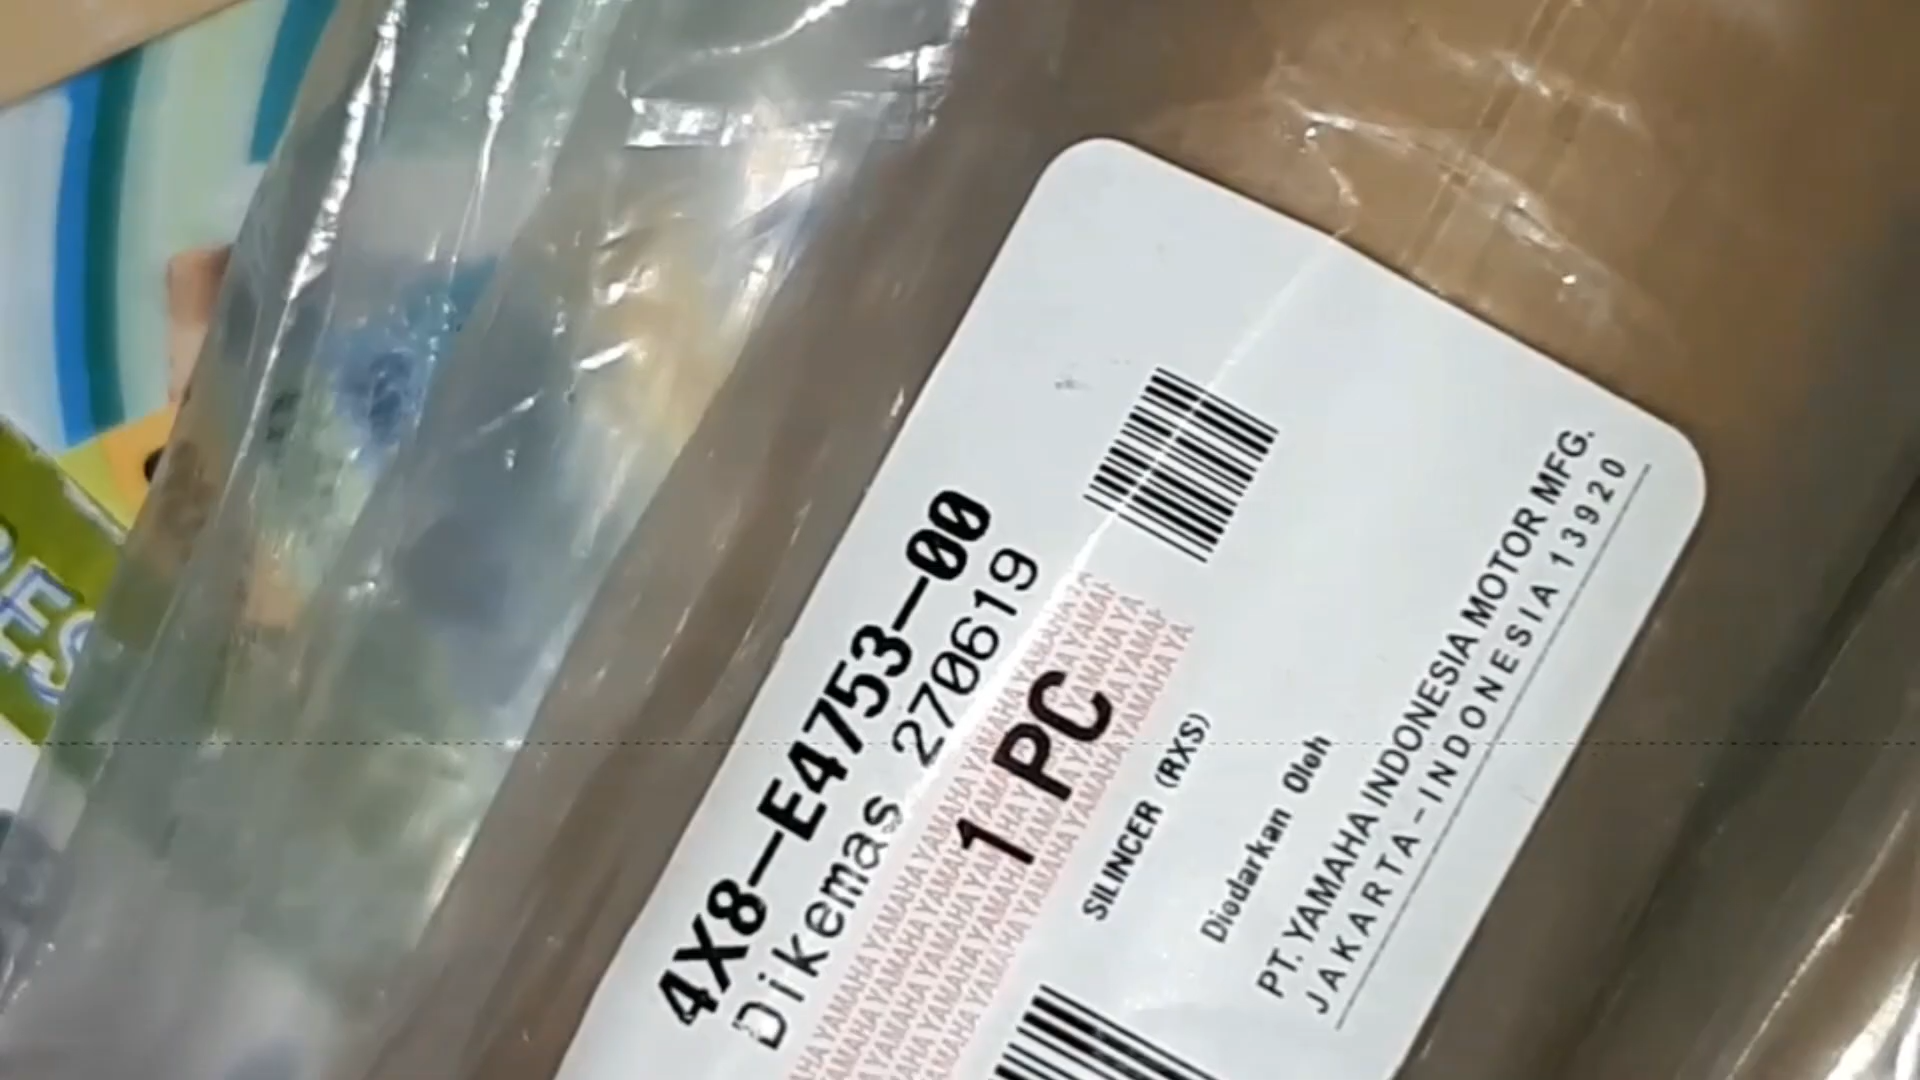 4X8-E4753-00
Dikemas 270619
1 PC
SILINCER (RXS)
Diedarkan Oleh
PT. YAMAHA INDONESIA MOTOR MFG.
JAKARTA-INDONESIA 13920